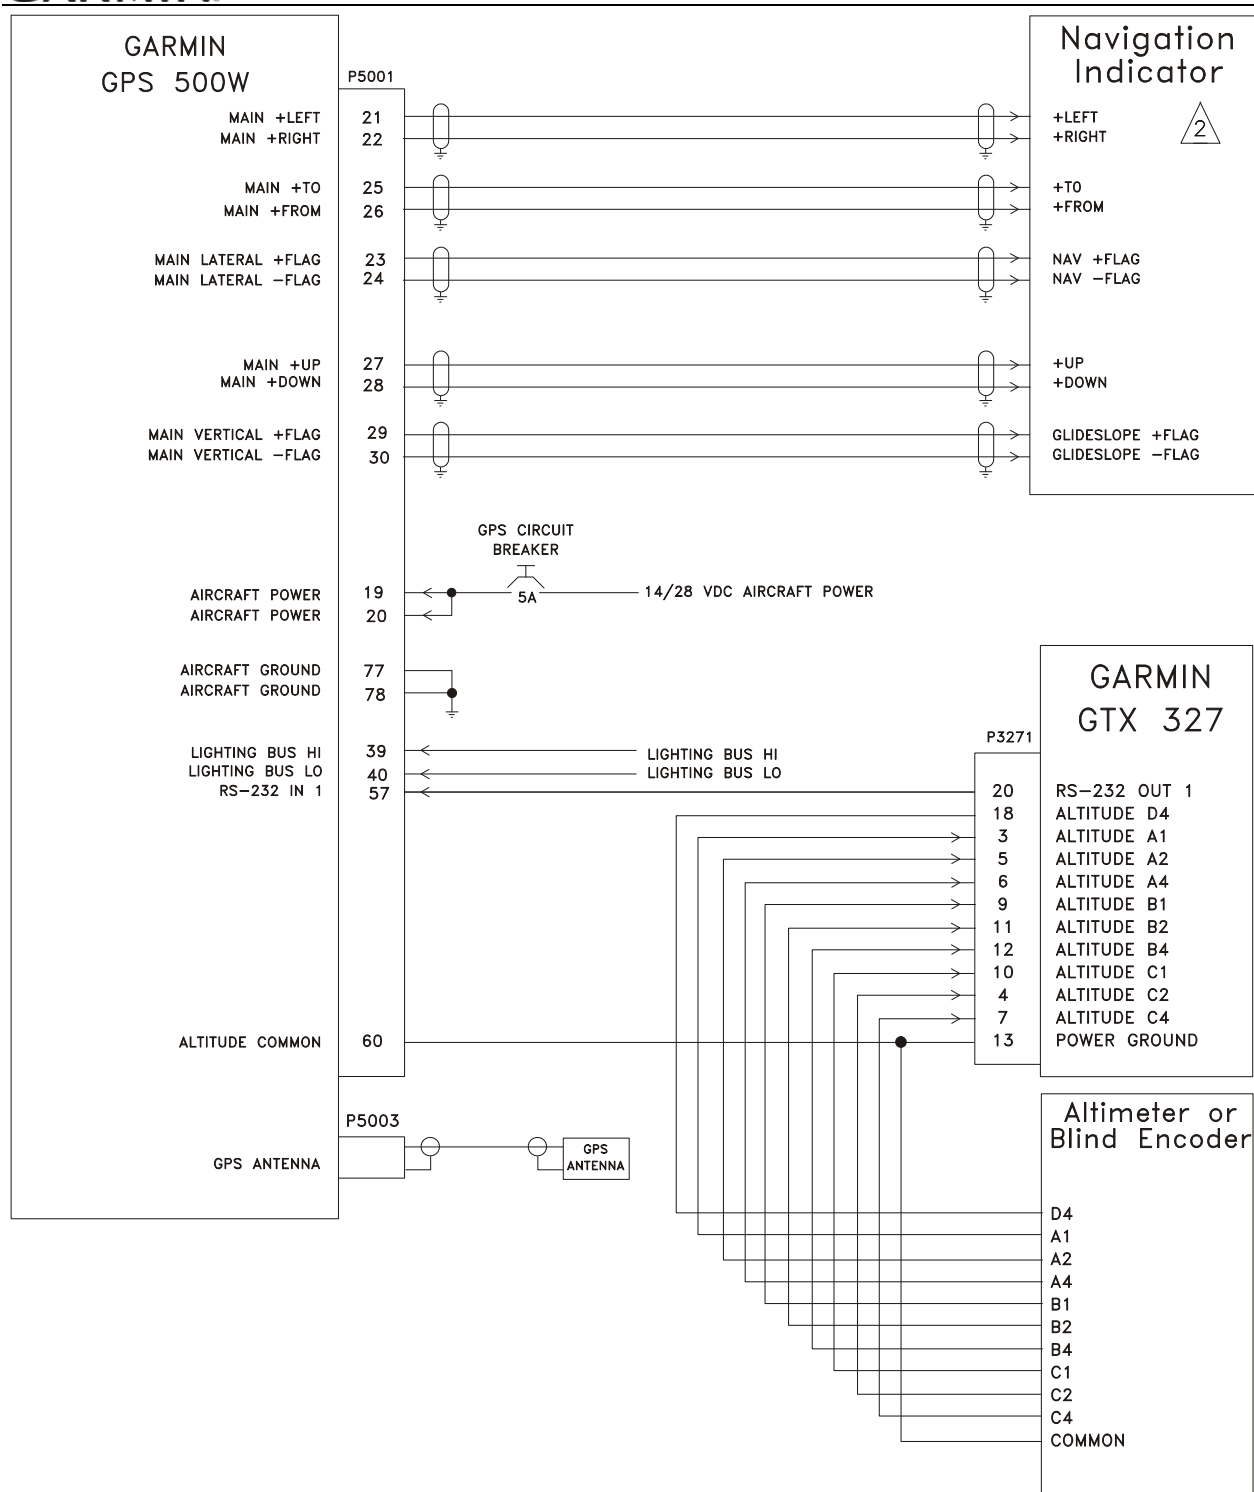 GARMIN
GPS 500W
P5001
MAIN +LEFT 21
MAIN +RIGHT 22
MAIN +TO 25
MAIN +FROM 26
MAIN LATERAL +FLAG 23
MAIN LATERAL −FLAG 24
MAIN +UP 27
MAIN +DOWN 28
MAIN VERTICAL +FLAG 29
MAIN VERTICAL −FLAG 30
Navigation
Indicator
2
+LEFT
+RIGHT
+TO
+FROM
NAV +FLAG
NAV −FLAG
+UP
+DOWN
GLIDESLOPE +FLAG
GLIDESLOPE −FLAG
GPS CIRCUIT
BREAKER
5A
14/28 VDC AIRCRAFT POWER
AIRCRAFT POWER 19
AIRCRAFT POWER 20
AIRCRAFT GROUND 77
AIRCRAFT GROUND 78
LIGHTING BUS HI 39
LIGHTING BUS LO 40
RS−232 IN 1 57
LIGHTING BUS HI
LIGHTING BUS LO
GARMIN
GTX 327
P3271
20 RS−232 OUT 1
18 ALTITUDE D4
3 ALTITUDE A1
5 ALTITUDE A2
6 ALTITUDE A4
9 ALTITUDE B1
11 ALTITUDE B2
12 ALTITUDE B4
10 ALTITUDE C1
4 ALTITUDE C2
7 ALTITUDE C4
13 POWER GROUND
ALTITUDE COMMON 60
P5003
GPS ANTENNA
GPS
ANTENNA
Altimeter or
Blind Encoder
D4
A1
A2
A4
B1
B2
B4
C1
C2
C4
COMMON